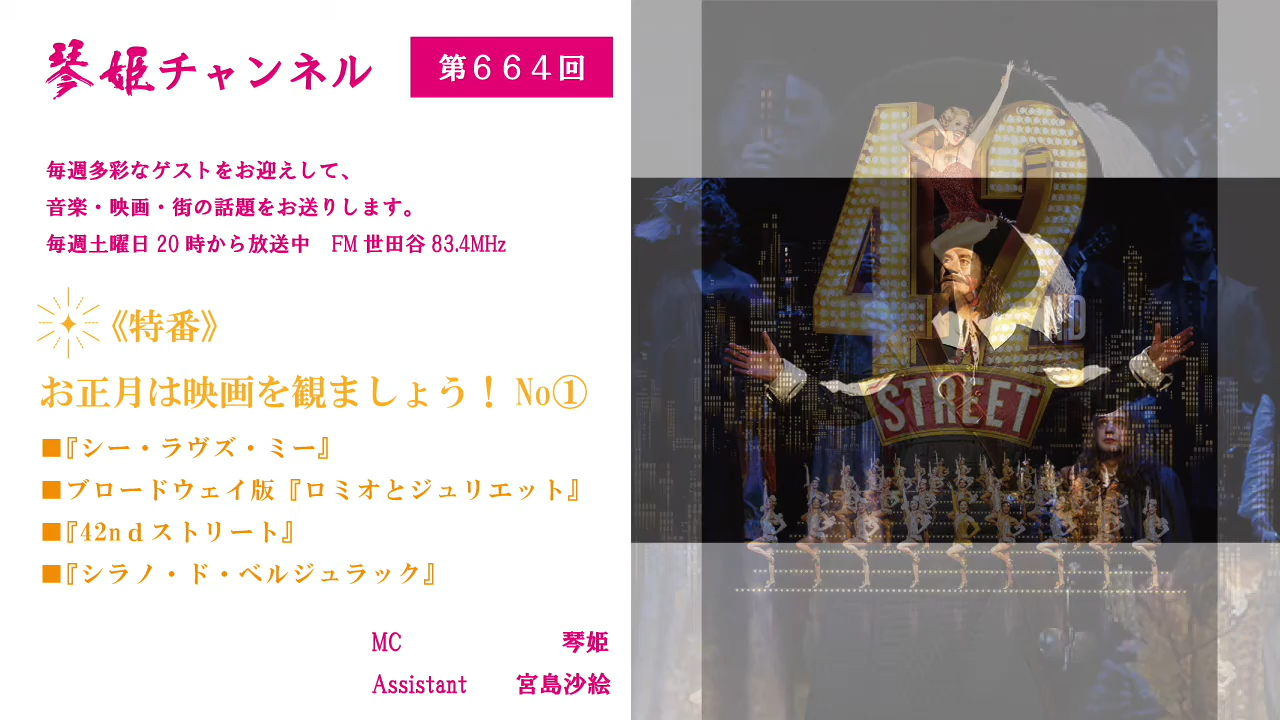 琴姫チャンネル
第６６４回
毎週多彩なゲストをお迎えして、
音楽・映画・街の話題をお送りします。
毎週土曜日 20 時から放送中　FM 世田谷 83.4MHz
《特番》
お正月は映画を観ましょう！ No①
■『シー・ラヴズ・ミー』
■ブロードウェイ版『ロミオとジュリエット』
■『42nｄストリート』
■『シラノ・ド・ベルジュラック』
MC 琴姫
Assistant 宮島沙絵
42
ND
STREET